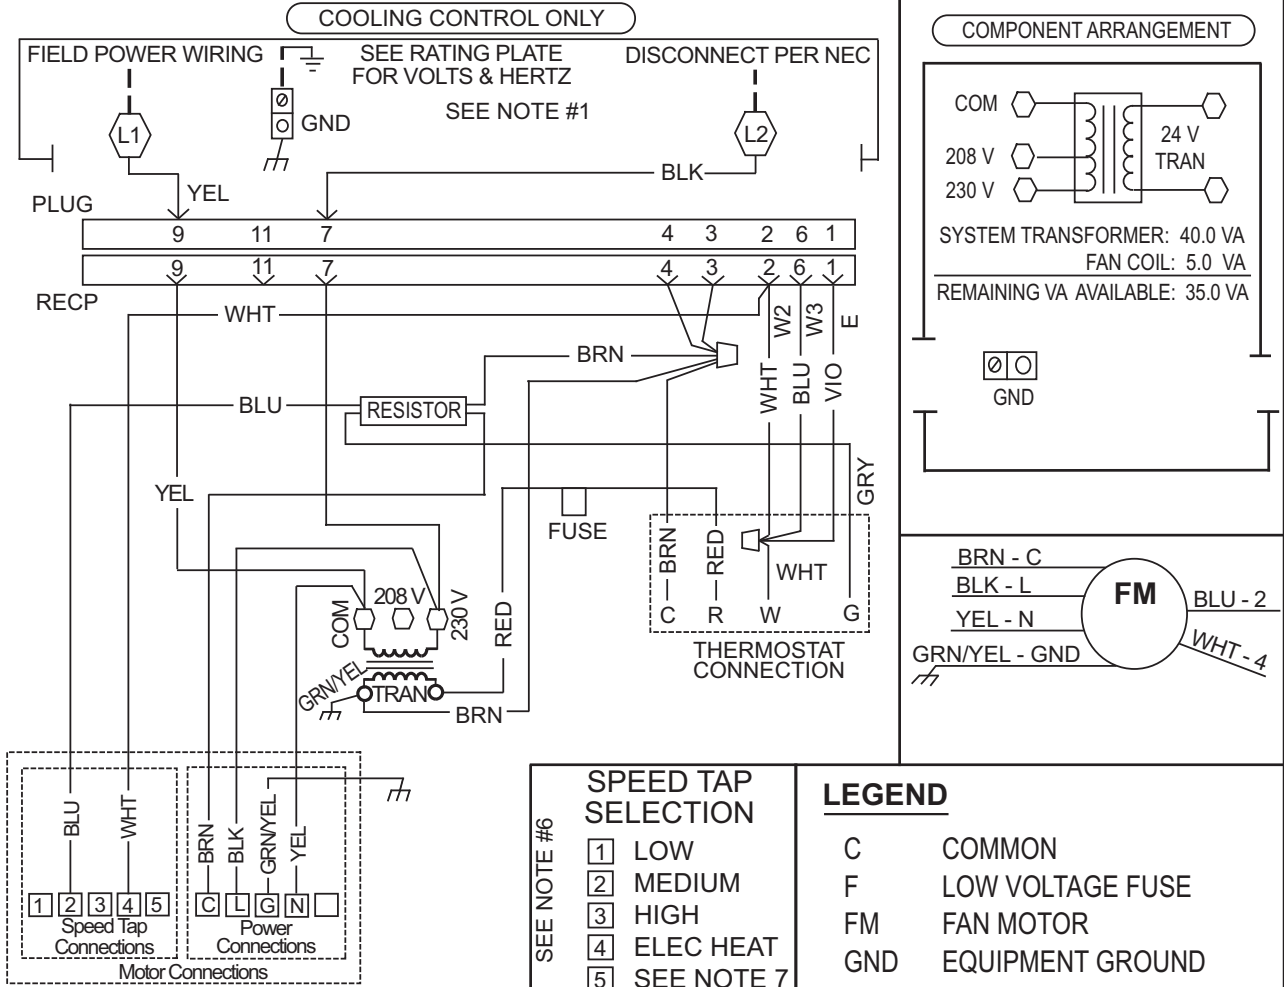 COOLING CONTROL ONLY
FIELD POWER WIRING
SEE RATING PLATE
FOR VOLTS & HERTZ
DISCONNECT PER NEC
SEE NOTE #1
L1
GND
L2
BLK
YEL
PLUG
9 11 7 4 3 2 6 1
9 11 7 4 3 2 6 1
RECP
WHT
W2
W3
E
BRN
WHT
BLU
VIO
BLU
RESISTOR
YEL
FUSE
GRY
BRN
RED
WHT
C R W G
THERMOSTAT
CONNECTION
COM
208 V
230 V
RED
GRN/YEL
TRAN
BRN
BLU
WHT
BRN
BLK
GRN/YEL
YEL
1 2 3 4 5
Speed Tap
Connections
C L G N
Power
Connections
Motor Connections
COMPONENT ARRANGEMENT
COM
208 V
230 V
24 V
TRAN
SYSTEM TRANSFORMER: 40.0 VA
FAN COIL: 5.0 VA
REMAINING VA AVAILABLE: 35.0 VA
GND
BRN - C
BLK - L
YEL - N
GRN/YEL - GND
FM
BLU - 2
WHT - 4
SEE NOTE #6
SPEED TAP
SELECTION
1 LOW
2 MEDIUM
3 HIGH
4 ELEC HEAT
5 SEE NOTE 7
LEGEND
C COMMON
F LOW VOLTAGE FUSE
FM FAN MOTOR
GND EQUIPMENT GROUND